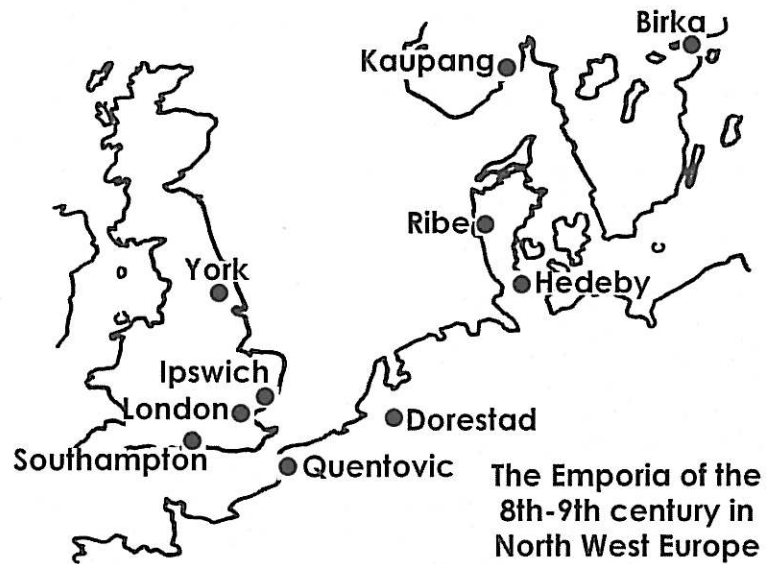 Birka
Kaupang
Ribe
York
Hedeby
Ipswich
London
Dorestad
Southampton
Quentovic
The Emporia of the
8th-9th century in
North West Europe